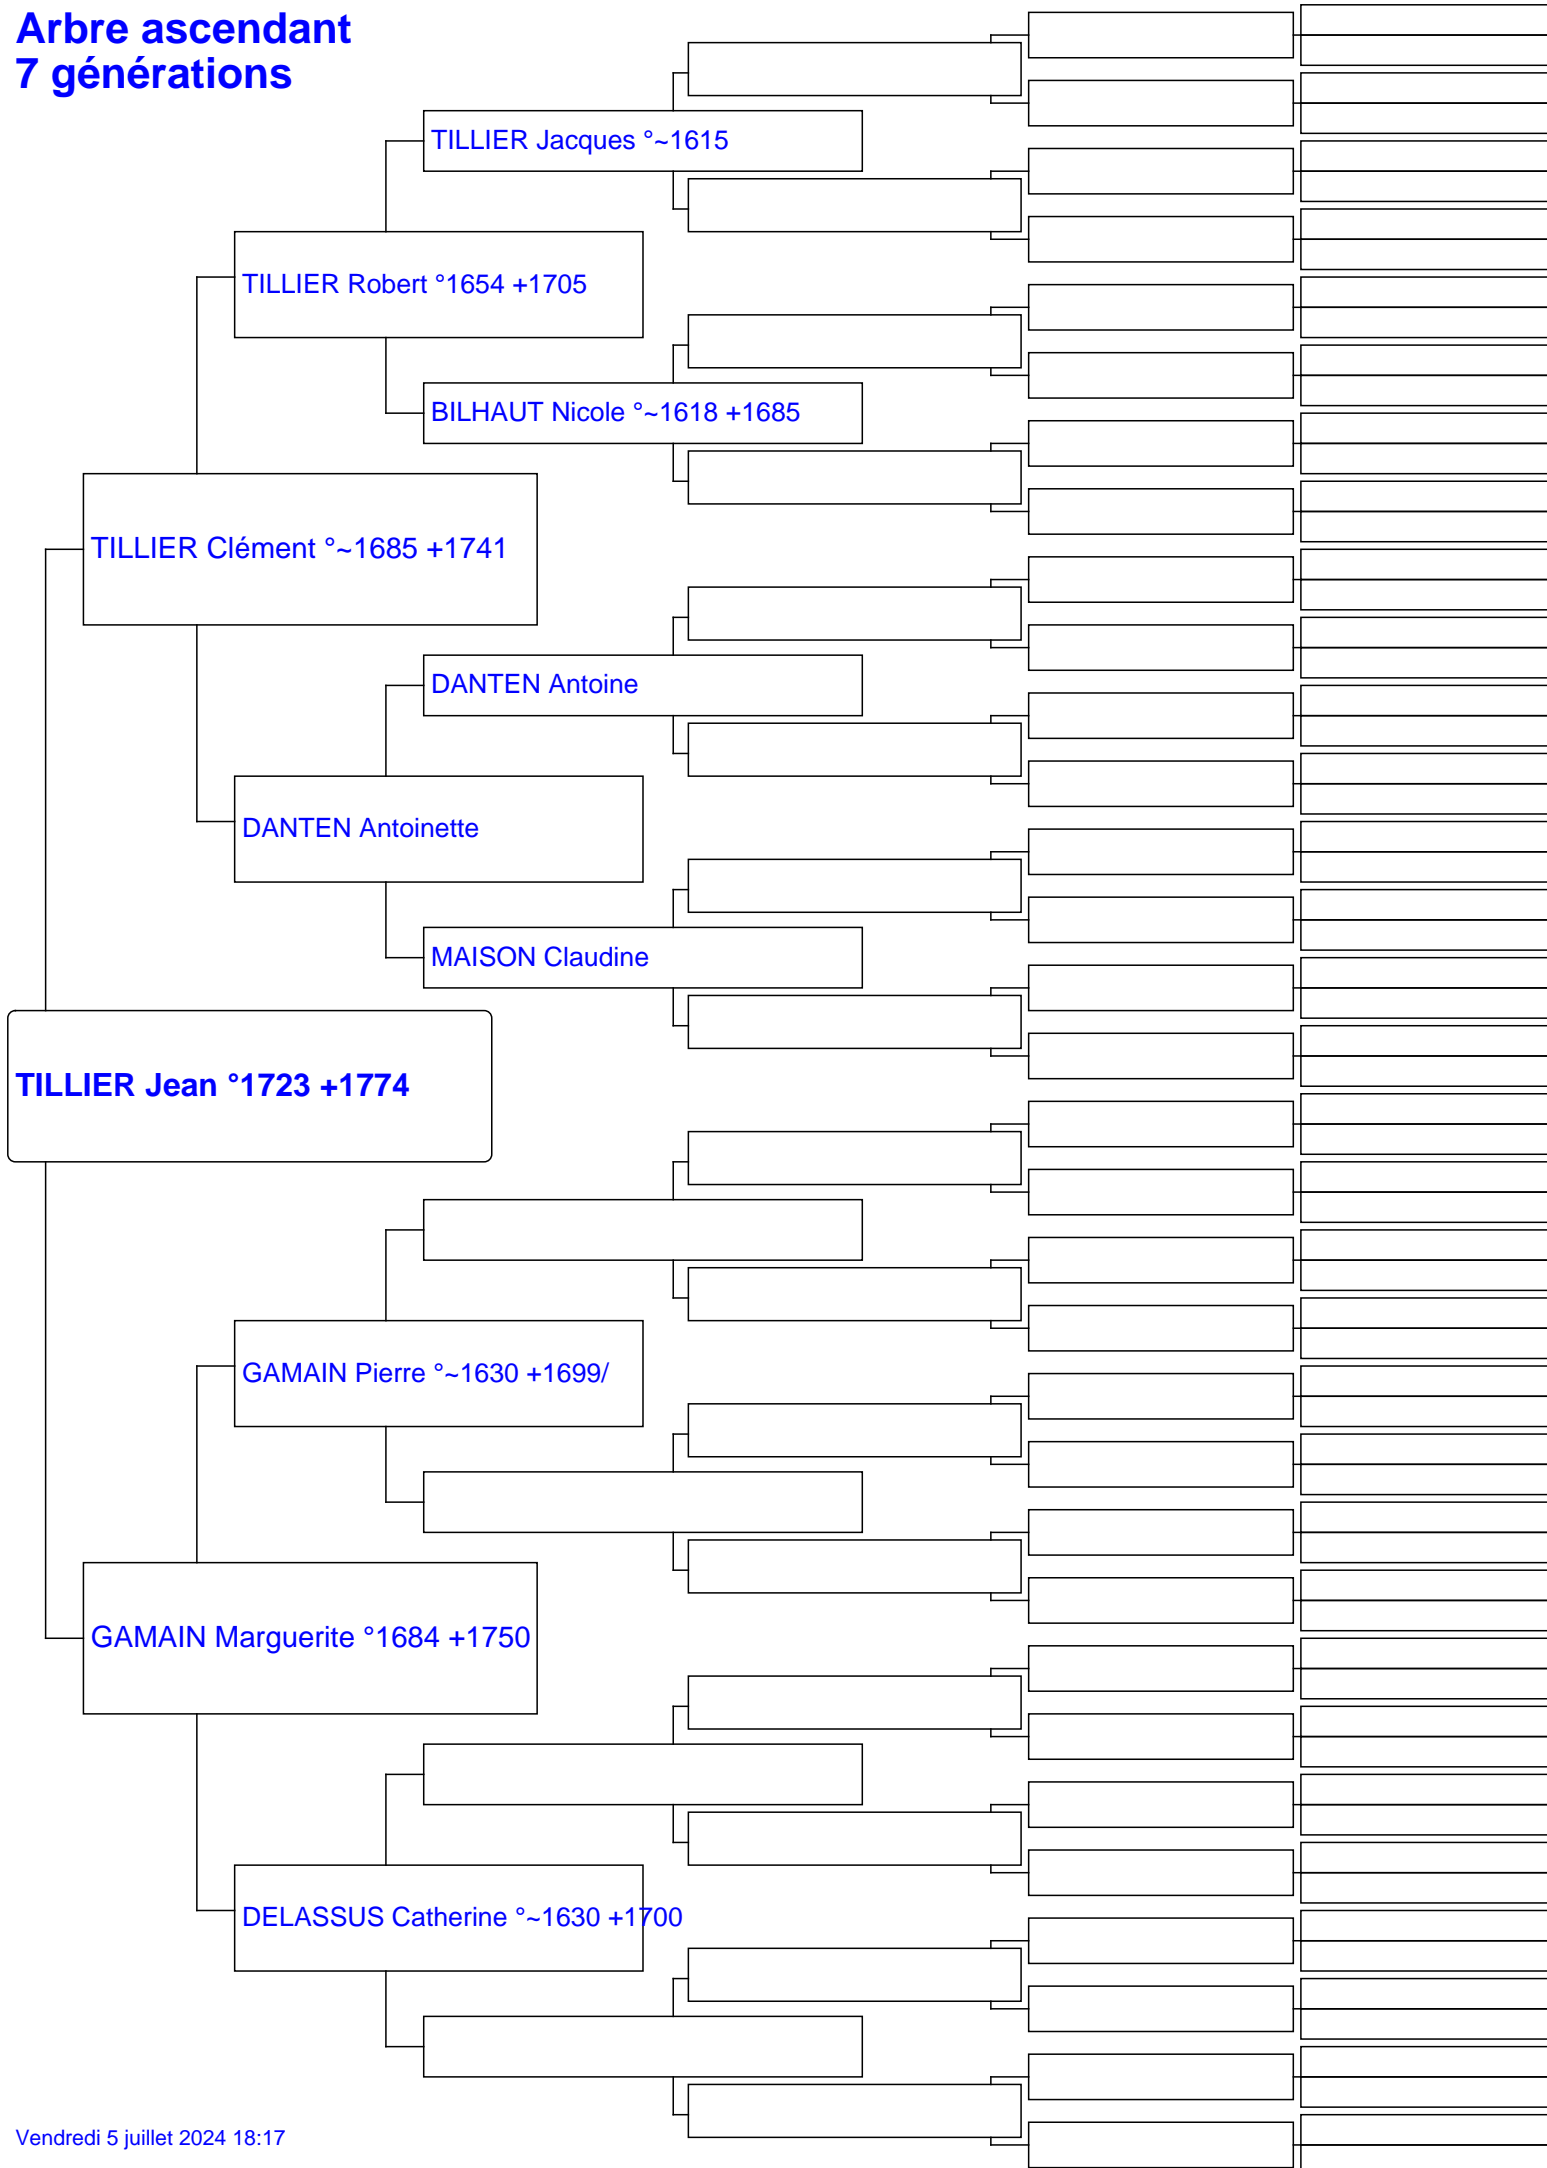 Arbre ascendant
7 générations
TILLIER Jacques °~1615
TILLIER Robert °1654 +1705
BILHAUT Nicole °~1618 +1685
TILLIER Clément °~1685 +1741
DANTEN Antoine
DANTEN Antoinette
MAISON Claudine
TILLIER Jean °1723 +1774
GAMAIN Pierre °~1630 +1699/
GAMAIN Marguerite °1684 +1750
DELASSUS Catherine °~1630 +1700
Vendredi 5 juillet 2024 18:17